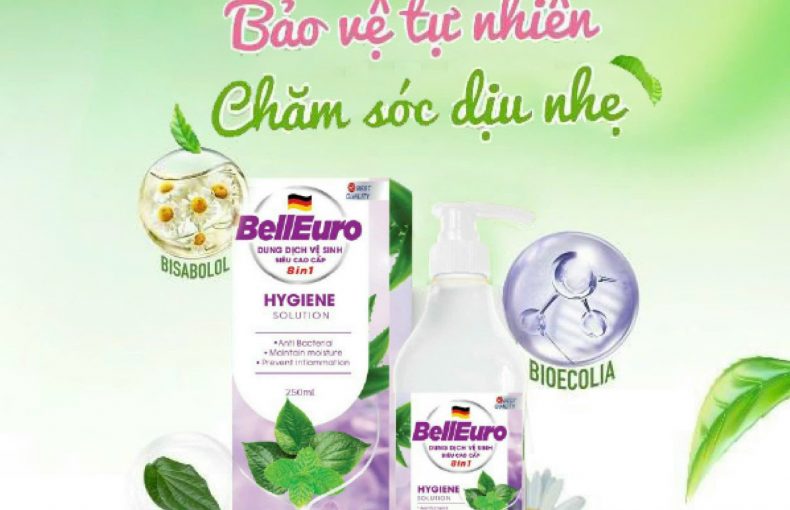 Bảo vệ tự nhiên
Chăm sóc dịu nhẹ
BEST
QUALITY
BellEuro
DUNG DỊCH VỆ SINH
SIÊU CAO CẤP
8in1
HYGIENE
SOLUTION
• Anti Bacterial
• Maintain moisture
• Prevent inflammation
250ml
BISABOLOL
BIOECOLIA
BEST
QUALITY
BellEuro
DUNG DỊCH VỆ SINH
SIÊU CAO CẤP
8in1
HYGIENE
SOLUTION